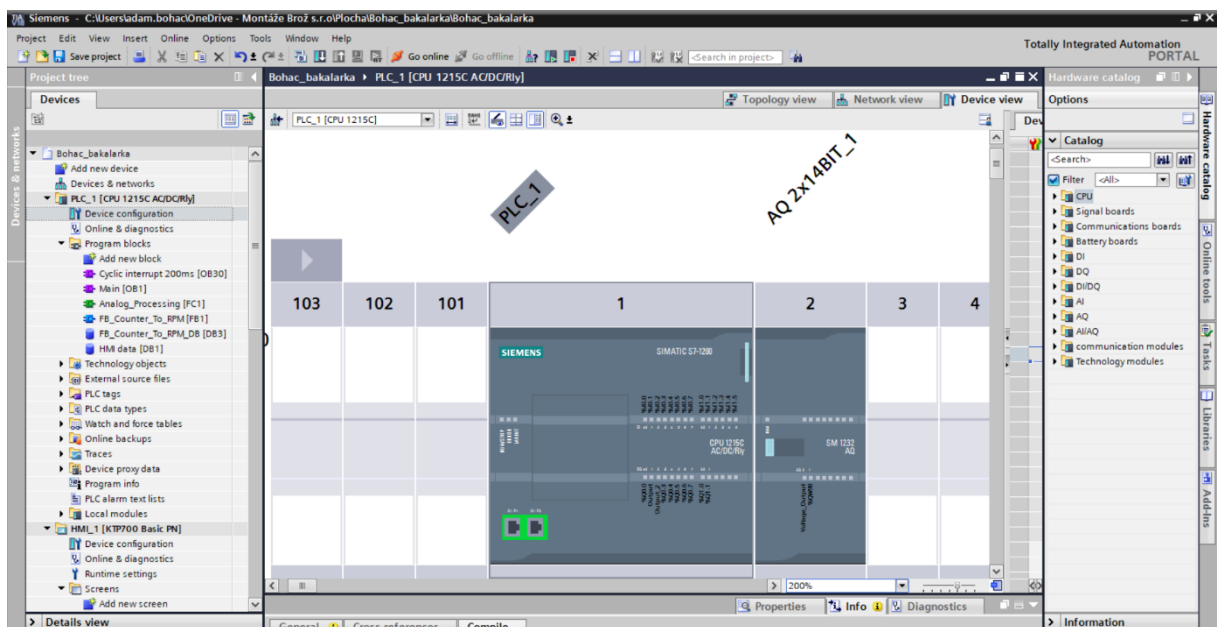 Siemens - C:\Users\adam.bohac\OneDrive - Montáže Brož s.r.o\Plocha\Bohac_bakalarka\Bohac_bakalarka
Project Edit View Insert Online Options Tools Window Help
Totally Integrated Automation
PORTAL
Save project
Go online
Go offline
<Search in project>
Project tree
Bohac_bakalarka PLC_1 [CPU 1215C AC/DC/Rly]
Hardware catalog
Devices
Topology view
Network view
Device view
Options
PLC_1 [CPU 1215C]
Dev
Devices & networks
Bohac_bakalarka
Add new device
Devices & networks
PLC_1 [CPU 1215C AC/DC/Rly]
Device configuration
Online & diagnostics
Program blocks
Add new block
Cyclic interrupt 200ms [OB30]
Main [OB1]
Analog_Processing [FC1]
FB_Counter_To_RPM [FB1]
FB_Counter_To_RPM_DB [DB3]
HMI data [DB1]
Technology objects
External source files
PLC tags
PLC data types
Watch and force tables
Online backups
Traces
Device proxy data
Program info
PLC alarm text lists
Local modules
HMI_1 [KTP700 Basic PN]
Device configuration
Online & diagnostics
Runtime settings
Screens
Add new screen
Details view
PLC_1
AQ 2x14BIT_1
103 102 101 1 2 3 4
SIEMENS
SIMATIC S7-1200
CPU 1215C
AC/DC/Rly
SM 1232
AQ
200%
Properties
Info
Diagnostics
General
Cross-references
Compile
Catalog
<Search>
Filter
<All>
CPU
Signal boards
Communications boards
Battery boards
DI
DQ
DI/DQ
AI
AQ
AI/AQ
communication modules
Technology modules
Information
Hardware catalog
Online tools
Tasks
Libraries
Add-Ins